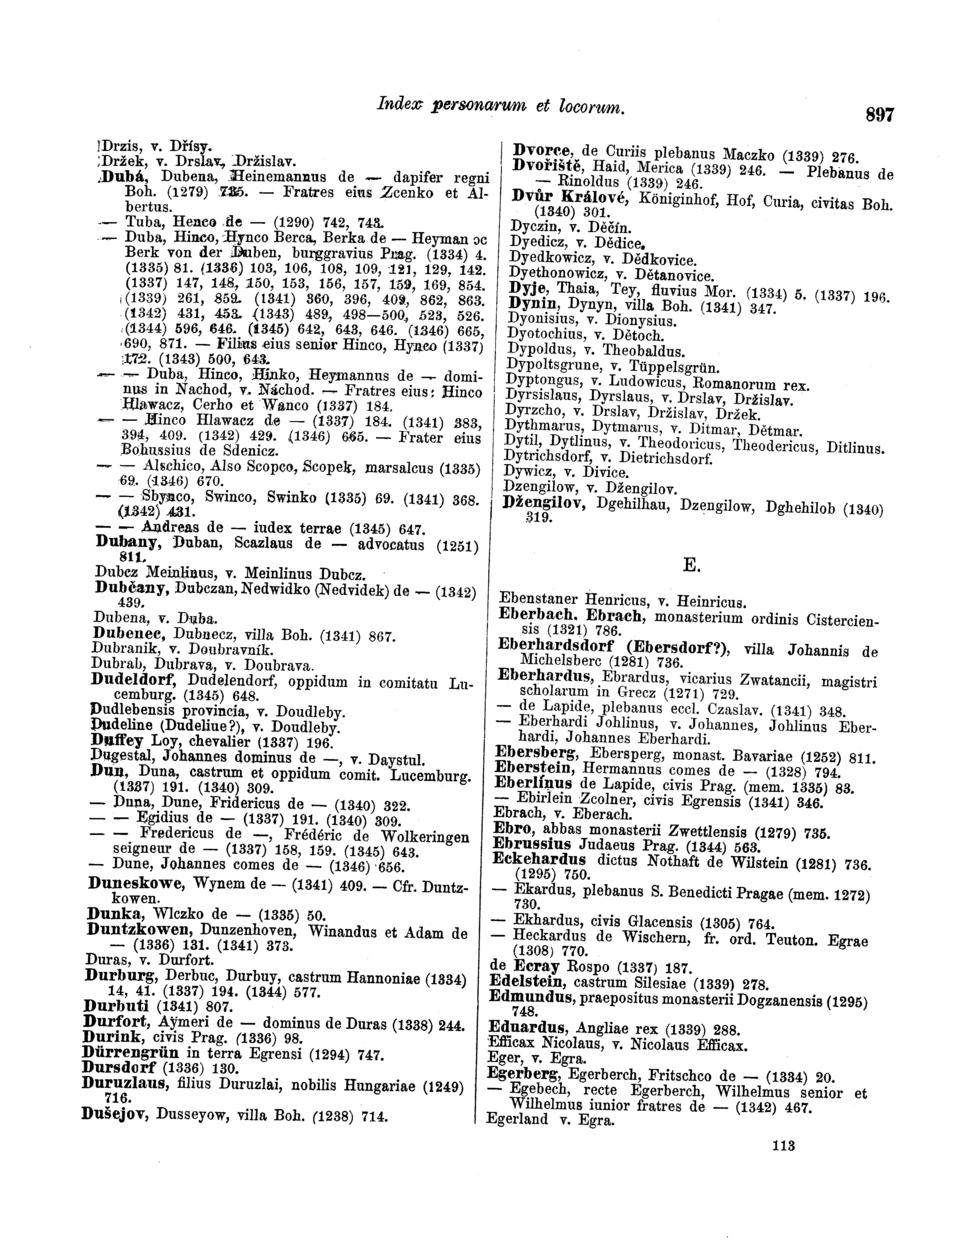 Index personarum et locorum.
897
Drzis, v. Dřísy.
Držek, v. Drslav, Držislav.
Dubá, Dubena, Heinemannus de — dapifer regni
Boh. (1279) 735. — Fratres eius Zcenko et Al-
bertus.
— Tuba, Henco de — (1290) 742, 743.
— Duba, Hinco, Hynco Berca, Berka de — Heyman oc
Berk von der Duben, burggravius Prag. (1334) 4.
(1335) 81. (1336) 103, 106, 108, 109, 121, 129, 142.
(1337) 147, 148, 150, 153, 156, 157, 159, 169, 854.
(1339) 261, 859. (1341) 360, 396, 409, 862, 863.
(1342) 431, 453. (1343) 489, 498—500, 523, 526.
(1344) 596, 646. (1345) 642, 643, 646. (1346) 665,
690, 871. — Filius eius senior Hinco, Hynco (1337)
172. (1343) 500, 643.
— — Duba, Hinco, Hinko, Heymannus de — domi-
nus in Nachod, v. Náchod. — Fratres eius: Hinco
Hlawacz, Cerho et Wanco (1337) 184.
— — Hinco Hlawacz de — (1337) 184. (1341) 383,
394, 409. (1342) 429. (1346) 665. — Frater eius
Bohussius de Sdenicz.
— — Alschico, Also Scopco, Scopek, marsalcus (1335)
69. (1346) 670.
— — Sbynco, Swinco, Swinko (1335) 69. (1341) 368.
(1342) 431.
— — Andreas de — iudex terrae (1345) 647.
Dubany, Duban, Scazlaus de — advocatus (1251)
811.
Dubcz Meinlinus, v. Meinlinus Dubcz.
Dubčany, Dubczan, Nedwidko (Nedvidek) de — (1342)
439.
Dubena, v. Duba.
Dubenec, Dubnecz, villa Boh. (1341) 867.
Dubranik, v. Doubravník.
Dubrab, Dubrava, v. Doubrava.
Dudeldorf, Dudelendorf, oppidum in comitatu Lu-
cemburg. (1345) 648.
Dudlebensis provincia, v. Doudleby.
Dudeline (Dudeline?), v. Doudleby.
Duffey Loy, chevalier (1337) 196.
Dugestal, Johannes dominus de —, v. Daystul.
Dun, Duna, castrum et oppidum comit. Lucemburg.
(1337) 191. (1340) 309.
— Duna, Dune, Fridericus de — (1340) 322.
— — Egidius de — (1337) 191. (1340) 309.
— — Fredericus de —, Frédéric de Wolkeringen
seigneur de — (1337) 158, 159. (1345) 643.
— Dune, Johannes comes de — (1346) 656.
Duneskowe, Wynem de — (1341) 409. — Cfr. Duntz-
kowen.
Dunka, Wlczko de — (1335) 50.
Duntzkowen, Dunzenhoven, Winandus et Adam de
— (1336) 131. (1341) 373.
Duras, v. Durfort.
Durburg, Derbuc, Durbuy, castrum Hannoniae (1334)
14, 41. (1337) 194. (1344) 577.
Durbuti (1341) 807.
Durfort, Aÿmeri de — dominus de Duras (1338) 244.
Durink, civis Prag. (1336) 98.
Dürrengrün in terra Egrensi (1294) 747.
Dursdorf (1336) 130.
Duruzlaus, filius Duruzlai, nobilis Hungariae (1249)
716.
Dušejov, Dusseyow, villa Boh. (1238) 714.
Dvorce, de Curiis plebanus Maczko (1339) 276.
Dvořiště, Haid, Merica (1339) 246. — Plebanus de
— Rinoldus (1339) 246.
Dvůr Králové, Königinhof, Hof, Curia, civitas Boh.
(1340) 301.
Dyczin, v. Děčín.
Dyedicz, v. Dědice.
Dyedkowicz, v. Dědkovice.
Dyethonowicz, v. Dětanovice.
Dyje, Thaia, Tey, fluvius Mor. (1334) 5. (1337) 196.
Dynin, Dynyn, villa Boh. (1341) 347.
Dyonisius, v. Dionysius.
Dyotochius, v. Dětoch.
Dypoldus, v. Theobaldus.
Dypoltsgrune, v. Tüppelsgrün.
Dyptongus, v. Ludowicus, Romanorum rex.
Dyrsislaus, Dyrslaus, v. Drslav, Držislav.
Dyrzcho, v. Drslav, Držislav, Držek.
Dythmarus, Dytmarus, v. Ditmar, Dětmar.
Dytil, Dytlinus, v. Theodoricus, Theodericus, Ditlinus.
Dytrichsdorf, v. Dietrichsdorf.
Dywicz, v. Divice.
Dzengilow, v. Džengilov.
Džengilov, Dgehilhau, Dzengilow, Dghehilob (1340)
319.
E.
Ebenstaner Henricus, v. Heinricus.
Eberbach, Ebrach, monasterium ordinis Cistercien-
sis (1321) 786.
Eberhardsdorf (Ebersdorf?), villa Johannis de
Michelsberc (1281) 736.
Eberhardus, Ebrardus, vicarius Zwatancii, magistri
scholarum in Grecz (1271) 729.
— de Lapide, plebanus eccl. Czaslav. (1341) 348.
— Eberhardi Johlinus, v. Johannes, Johlinus Eber-
hardi, Johannes Eberhardi.
Ebersberg, Ebersperg, monast. Bavariae (1252) 811.
Eberstein, Hermannus comes de — (1328) 794.
Eberlinus de Lapide, civis Prag. (mem. 1335) 83.
— Ebirlein Zcolner, civis Egrensis (1341) 346.
Ebrach, v. Eberach.
Ebro, abbas monasterii Zwettlensis (1279) 735.
Ebrussius Judaeus Prag. (1344) 563.
Eckehardus dictus Nothaft de Wilstein (1281) 736.
(1295) 750.
— Ekardus, plebanus S. Benedicti Pragae (mem. 1272)
730.
— Ekhardus, civis Glacensis (1305) 764.
— Heckardus de Wischern, fr. ord. Teuton. Egrae
(1308) 770.
de Ecray Rospo (1337) 187.
Edelstein, castrum Silesiae (1339) 278.
Edmundus, praepositus monasterii Dogzanensis (1295)
748.
Eduardus, Angliae rex (1339) 288.
Efficax Nicolaus, v. Nicolaus Efficax.
Eger, v. Egra.
Egerberg, Egerberch, Fritschco de — (1334) 20.
— Egebech, recte Egerberch, Wilhelmus senior et
Wilhelmus iunior fratres de — (1342) 467.
Egerland v. Egra.
113